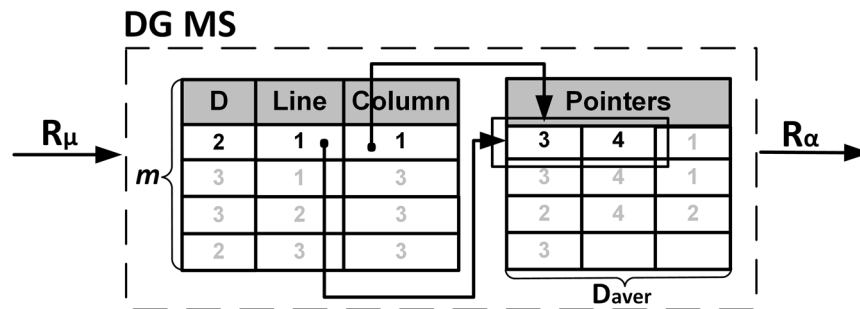 DG MS
D Line Column Pointers
Rμ 2 1 1 3 4 1 Rα
m 3 1 3 3 4 1
3 2 3 2 4 2
2 3 3 3
Daver